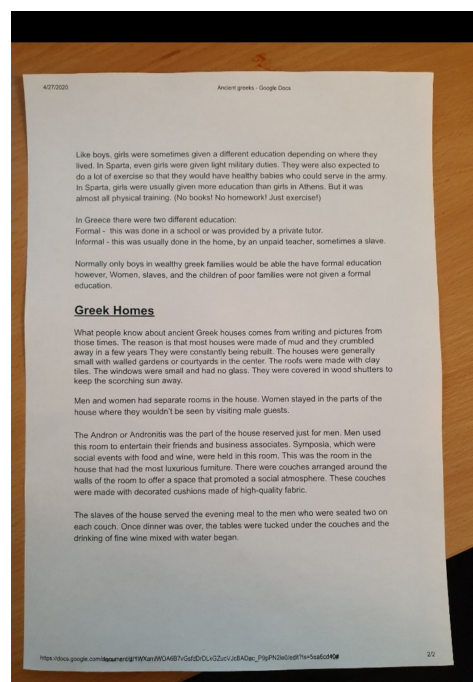 4/27/2020
Ancient greeks - Google Docs
Like boys, girls were sometimes given a different education depending on where they
lived. In Sparta, even girls were given light military duties. They were also expected to
do a lot of exercise so that they would have healthy babies who could serve in the army.
In Sparta, girls were usually given more education than girls in Athens. But it was
almost all physical training. (No books! No homework! Just exercise!)
In Greece there were two different education:
Formal - this was done in a school or was provided by a private tutor.
Informal - this was usually done in the home, by an unpaid teacher, sometimes a slave.
Normally only boys in wealthy greek families would be able the have formal education
however, Women, slaves, and the children of poor families were not given a formal
education.
Greek Homes
What people know about ancient Greek houses comes from writing and pictures from
those times. The reason is that most houses were made of mud and they crumbled
away in a few years They were constantly being rebuilt. The houses were generally
small with walled gardens or courtyards in the center. The roofs were made with clay
tiles. The windows were small and had no glass. They were covered in wood shutters to
keep the scorching sun away.
Men and women had separate rooms in the house. Women stayed in the parts of the
house where they wouldn't be seen by visiting male guests.
The Andron or Andronitis was the part of the house reserved just for men. Men used
this room to entertain their friends and business associates. Symposia, which were
social events with food and wine, were held in this room. This was the room in the
house that had the most luxurious furniture. There were couches arranged around the
walls of the room to offer a space that promoted a social atmosphere. These couches
were made with decorated cushions made of high-quality fabric.
The slaves of the house served the evening meal to the men who were seated two on
each couch. Once dinner was over, the tables were tucked under the couches and the
drinking of fine wine mixed with water began.
2/2